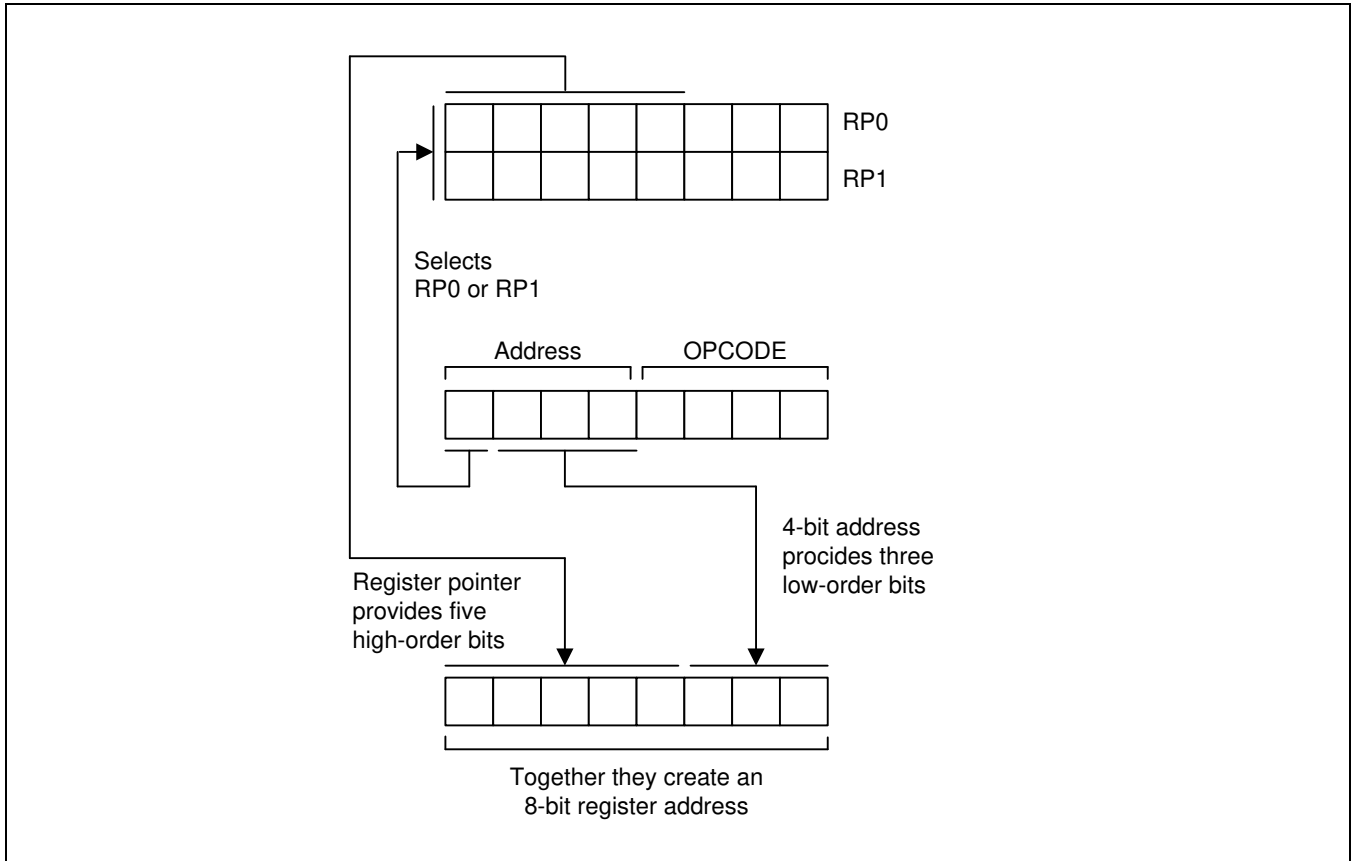 RP0
RP1
Selects
RP0 or RP1
Address OPCODE
4-bit address
procides three
low-order bits
Register pointer
provides five
high-order bits
Together they create an
8-bit register address